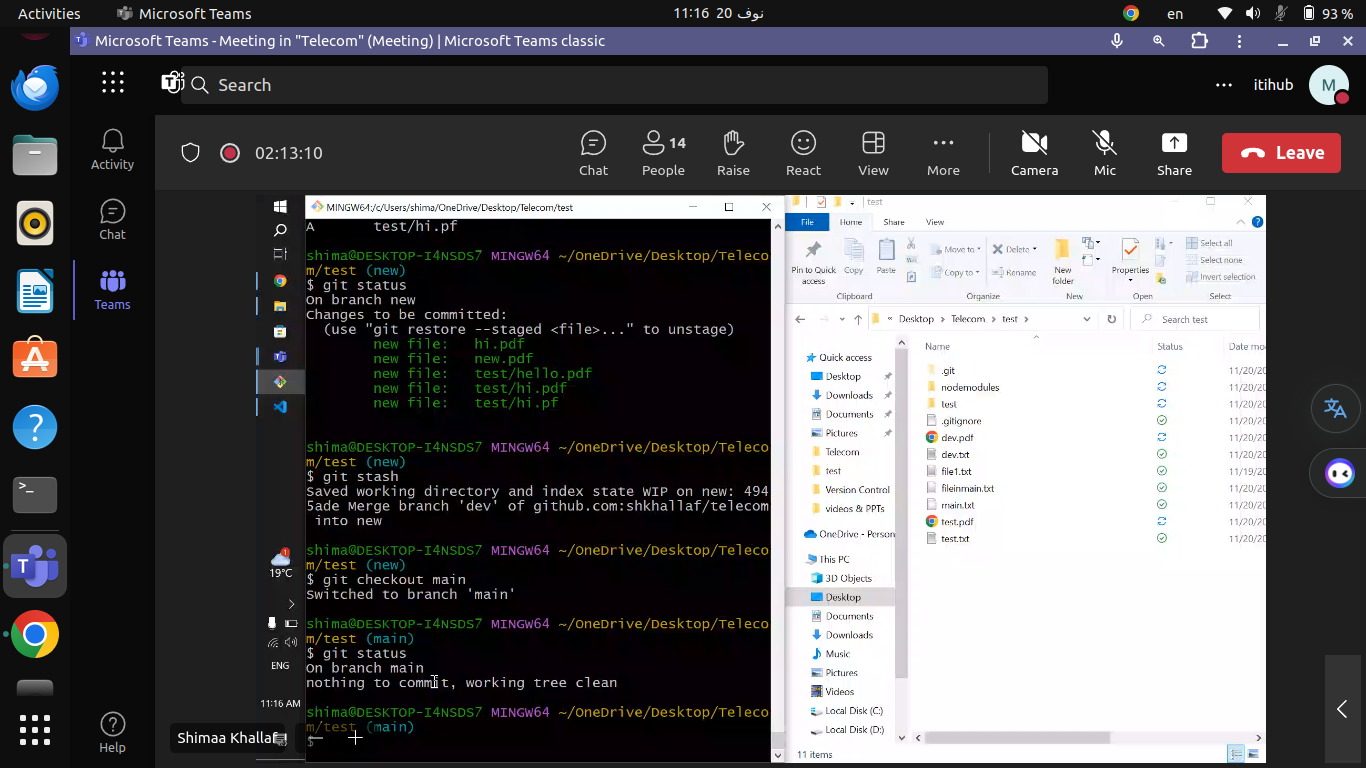 Activities
Microsoft Teams
11:16 20 نوف
en
93 %
Microsoft Teams - Meeting in "Telecom" (Meeting) | Microsoft Teams classic
Search
itihub
M
Activity
Chat
Teams
Help
02:13:10
Chat
People
14
Raise
React
View
More
Camera
Mic
Share
Leave
MINGW64:/c/Users/shima/OneDrive/Desktop/Telecom/test
A       test/hi.pf
shima@DESKTOP-I4NSDS7 MINGW64 ~/OneDrive/Desktop/Teleco
m/test (new)
$ git status
On branch new
Changes to be committed:
  (use "git restore --staged <file>..." to unstage)
        new file:   hi.pdf
        new file:   new.pdf
        new file:   test/hello.pdf
        new file:   test/hi.pdf
        new file:   test/hi.pf
shima@DESKTOP-I4NSDS7 MINGW64 ~/OneDrive/Desktop/Teleco
m/test (new)
$ git stash
Saved working directory and index state WIP on new: 494
5ade Merge branch 'dev' of github.com:shkhallaf/telecom
 into new
shima@DESKTOP-I4NSDS7 MINGW64 ~/OneDrive/Desktop/Teleco
m/test (new)
$ git checkout main
Switched to branch 'main'
shima@DESKTOP-I4NSDS7 MINGW64 ~/OneDrive/Desktop/Teleco
m/test (main)
$ git status
On branch main
nothing to commit, working tree clean
shima@DESKTOP-I4NSDS7 MINGW64 ~/OneDrive/Desktop/Teleco
m/test (main)
$
1
19°C
ENG
11:16 AM
Shimaa Khallaf
test
File
Home
Share
View
Pin to Quick
access
Copy
Paste
Clipboard
Move to
Copy to
Delete
Rename
Organize
New
folder
New
Properties
Open
Select all
Select none
Invert selection
Select
« Desktop > Telecom > test >
Search test
Name
Status
Date mo
Quick access
Desktop
Downloads
Documents
Pictures
Telecom
test
Version Control
videos & PPTs
OneDrive - Person
This PC
3D Objects
Desktop
Documents
Downloads
Music
Pictures
Videos
Local Disk (C:)
Local Disk (D:)
.git 11/20/20
nodemodules 11/20/20
test 11/20/20
.gitignore 11/20/20
dev.pdf 11/20/20
dev.txt 11/20/20
file1.txt 11/19/20
fileinmain.txt 11/20/20
main.txt 11/20/20
test.pdf 11/20/20
test.txt 11/20/20
11 items